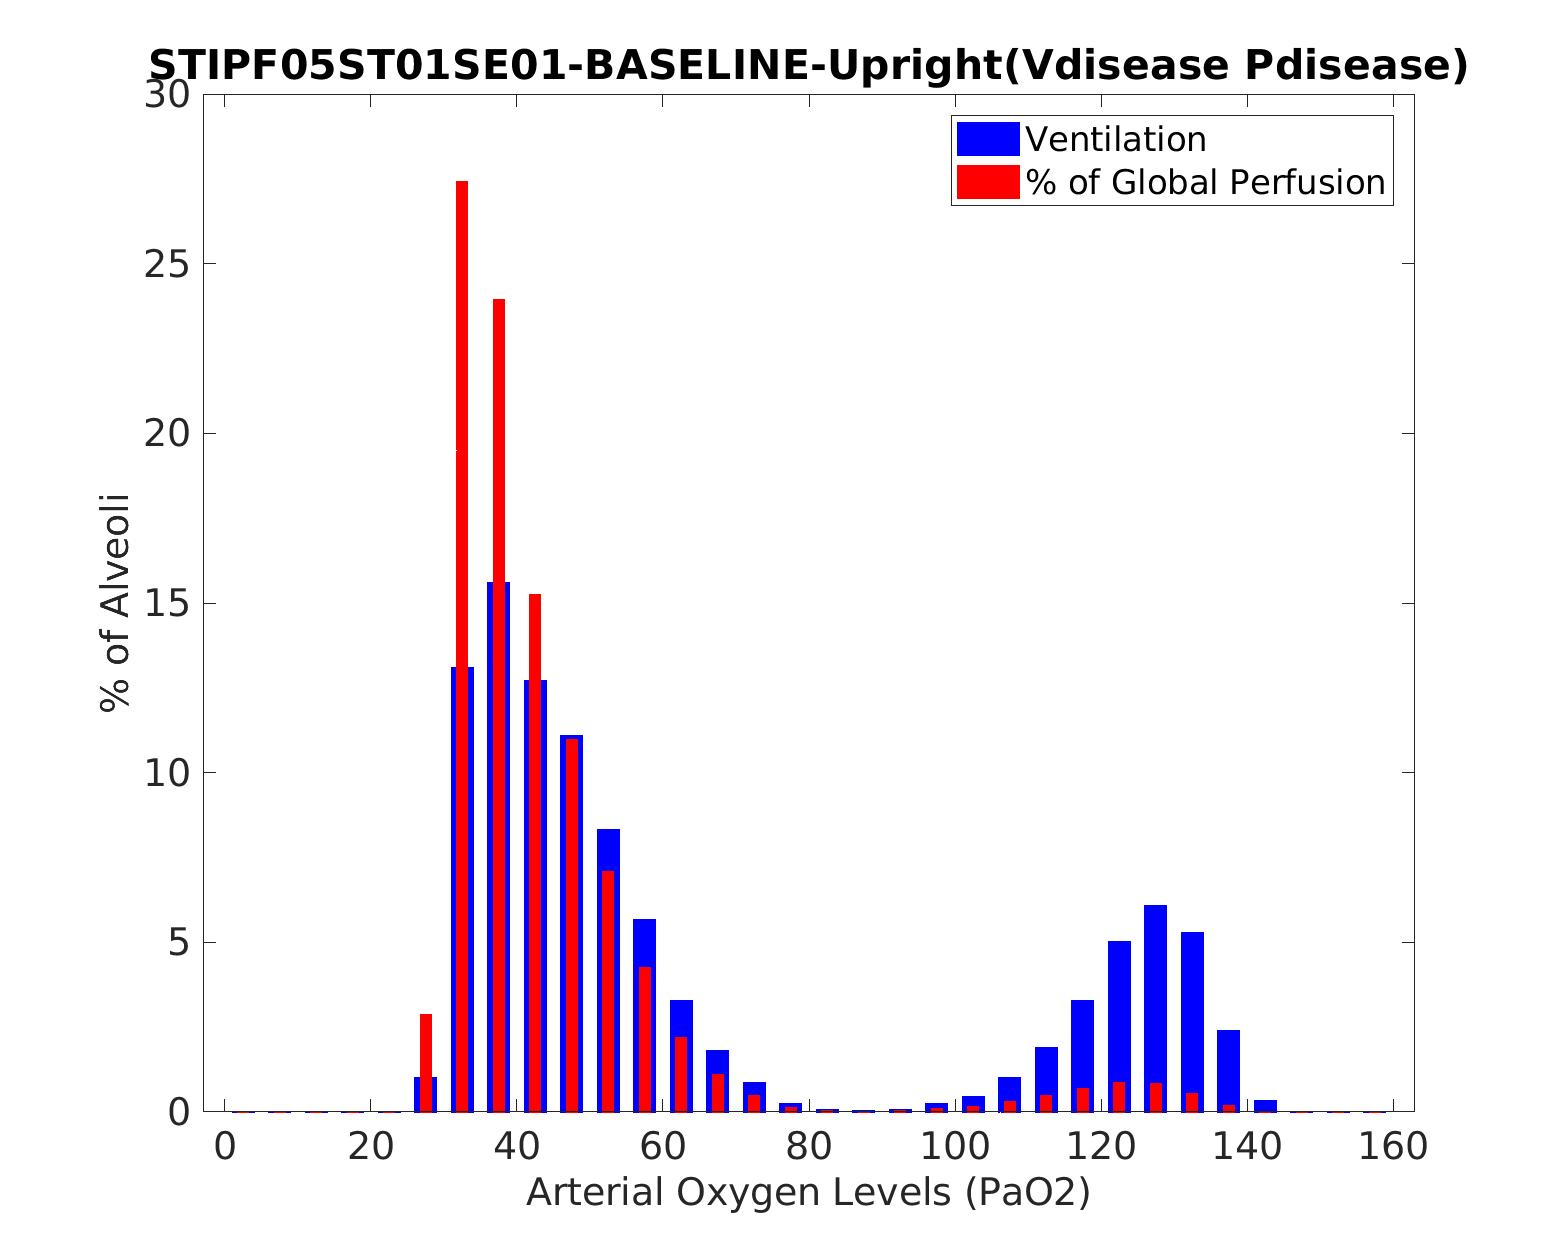 STIPF05ST01SE01-BASELINE-Upright(Vdisease Pdisease)
30
25
20
15
10
5
0
% of Alveoli
Ventilation
% of Global Perfusion
0 20 40 60 80 100 120 140 160
Arterial Oxygen Levels (PaO2)